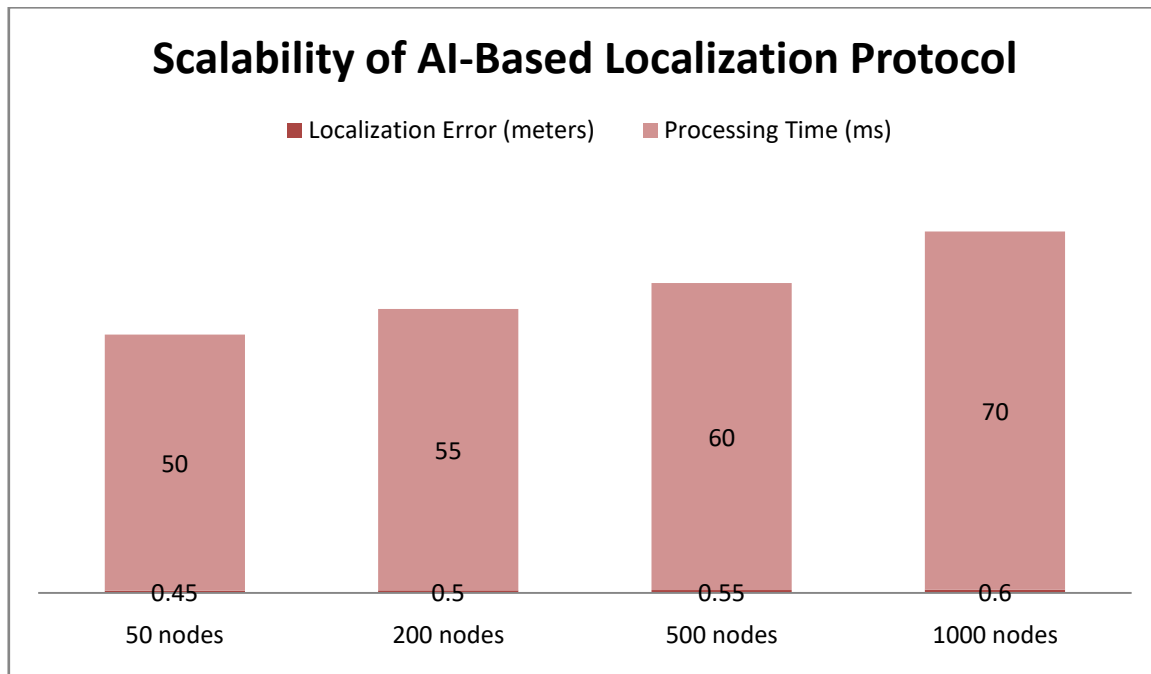 Scalability of AI-Based Localization Protocol
Localization Error (meters) Processing Time (ms)
50 55 60 70
0.45 0.5 0.55 0.6
50 nodes 200 nodes 500 nodes 1000 nodes